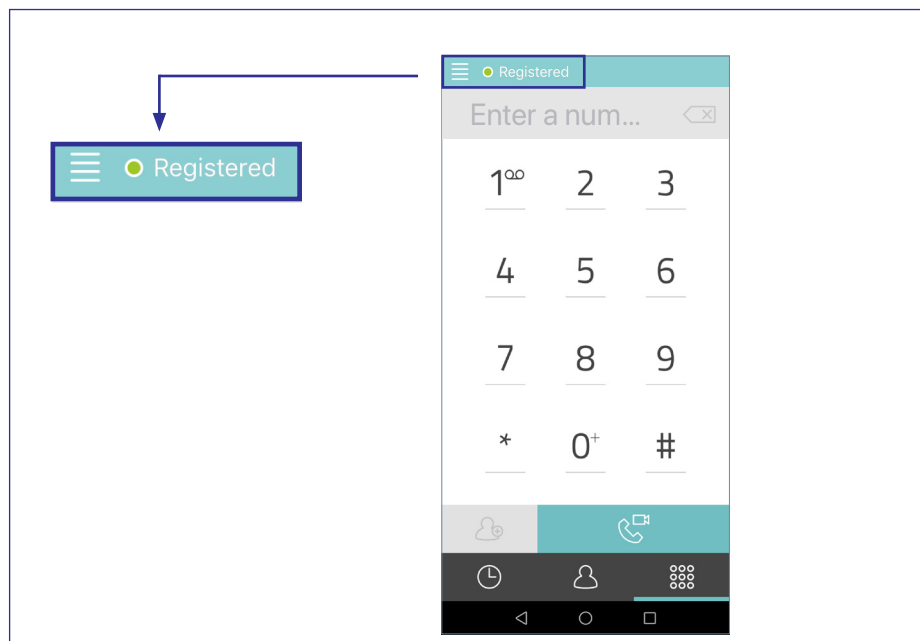 Registered
Registered
Enter a num...
1 2 3
4 5 6
7 8 9
* 0+ #